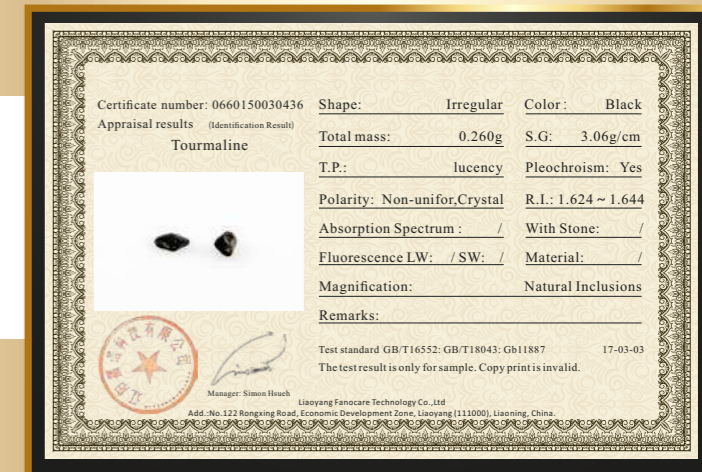 Certificate number: 0660150030436
Appraisal results (Identification Result)
Tourmaline
Shape: Irregular
Total mass: 0.260g
T.P.: lucency
Polarity: Non-unifor,Crystal
Absorption Spectrum : /
Fluorescence LW: / SW: /
Magnification: Natural Inclusions
Remarks:
Color : Black
S.G: 3.06g/cm
Pleochroism: Yes
R.I.: 1.624 ~ 1.644
With Stone: /
Material: /
Test standard GB/T16552: GB/T18043: Gb11887 17-03-03
The test result is only for sample. Copy print is invalid.
Manager: Simon Hsueh
Liaoyang Fanocare Technology Co.,Ltd
Add.:No.122 Rongxing Road, Economic Development Zone, Liaoyang (111000), Liaoning, China.